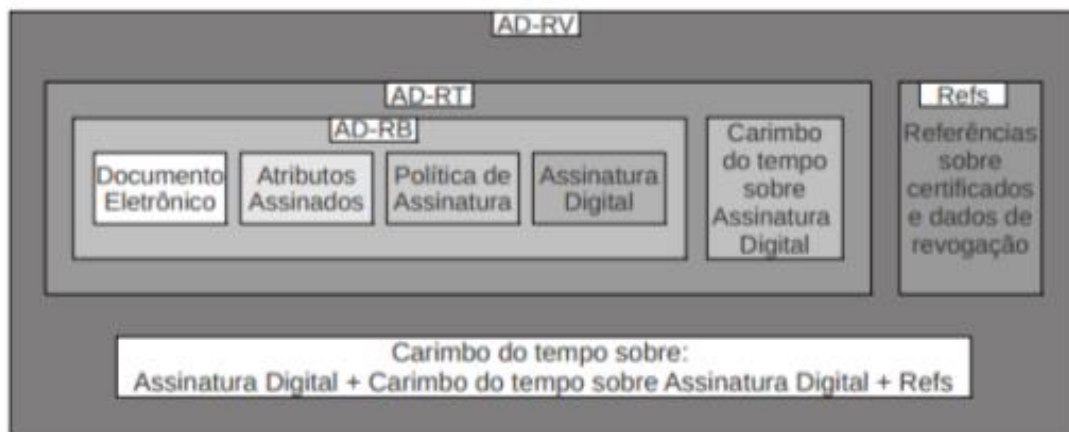 AD-RV
AD-RT
Refs
AD-RB
Documento
Eletrônico
Atributos
Assinados
Política de
Assinatura
Assinatura
Digital
Carimbo
do tempo
sobre
Assinatura
Digital
Referências
sobre
certificados
e dados de
revogação
Carimbo do tempo sobre:
Assinatura Digital + Carimbo do tempo sobre Assinatura Digital + Refs